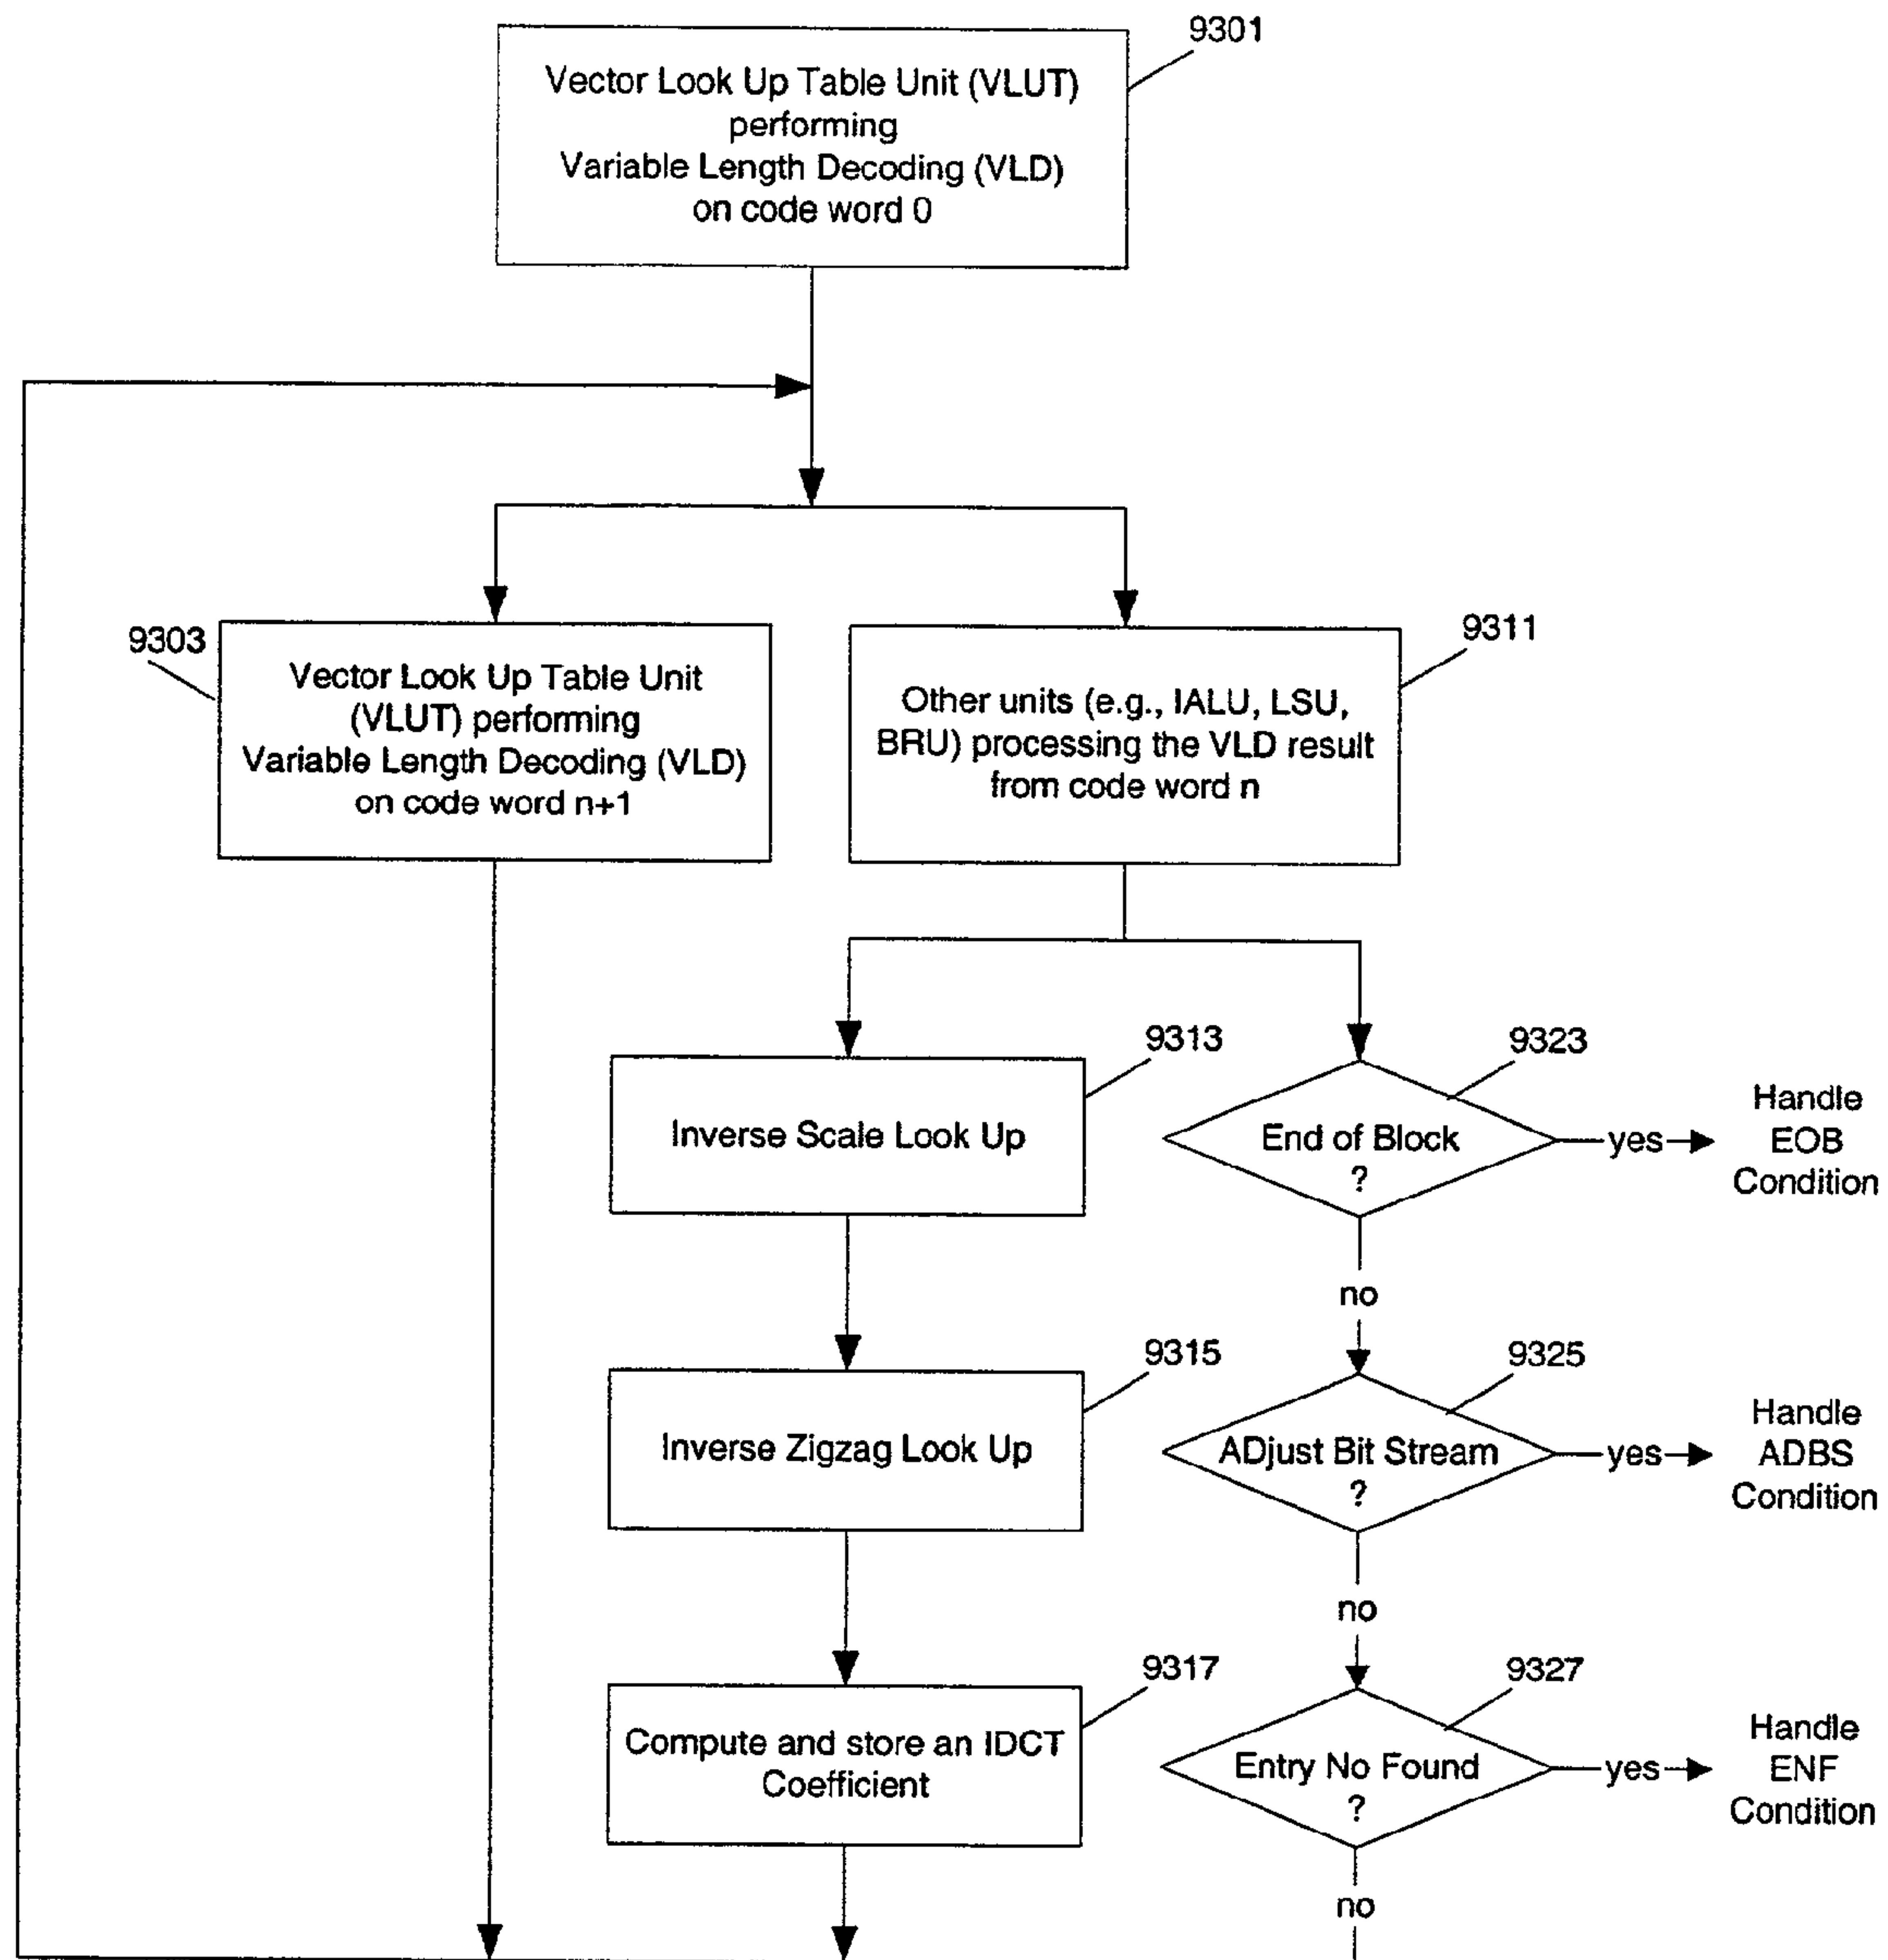 9301
Vector Look Up Table Unit (VLUT)
performing
Variable Length Decoding (VLD)
on code word 0
9303
Vector Look Up Table Unit
(VLUT) performing
Variable Length Decoding (VLD)
on code word n+1
9311
Other units (e.g., IALU, LSU,
BRU) processing the VLD result
from code word n
9313
Inverse Scale Look Up
9323
End of Block
?
yes
Handle
EOB
Condition
no
9315
Inverse Zigzag Look Up
9325
ADjust Bit Stream
?
yes
Handle
ADBS
Condition
no
9317
Compute and store an IDCT
Coefficient
9327
Entry No Found
?
yes
Handle
ENF
Condition
no